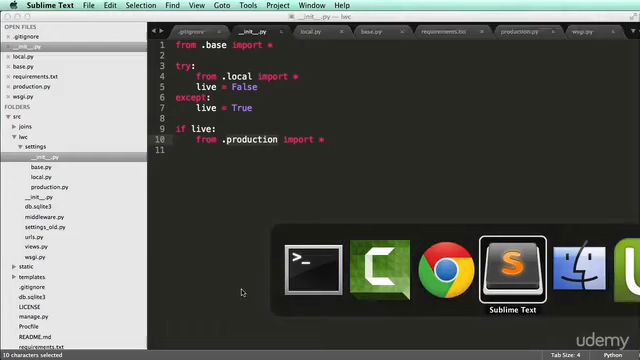 Sublime Text File Edit Selection Find View Goto Tools Project Window Help
__init__.py — lwc
OPEN FILES
.gitignore
__init__.py
local.py
base.py
requirements.txt
production.py
wsgi.py
FOLDERS
src
joins
lwc
settings
__init__.py
base.py
local.py
production.py
__init__.py
db.sqlite3
middleware.py
settings_old.py
urls.py
views.py
wsgi.py
static
templates
.gitignore
db.sqlite3
LICENSE
manage.py
Procfile
README.md
requirements.txt
.gitignore __init__.py local.py base.py requirements.txt production.py wsgi.py
1 from .base import *
2
3 try:
4 from .local import *
5 live = False
6 except:
7 live = True
8
9 if live:
10 from .production import *
11
>_
C
S
U
Sublime Text
udemy
10 characters selected Tab Size: 4 Python